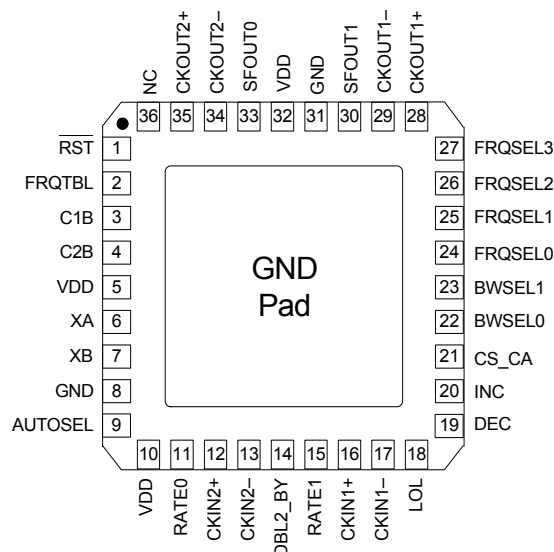 NC
CKOUT2+
CKOUT2–
SFOUT0
VDD
GND
SFOUT1
CKOUT1–
CKOUT1+
36 35 34 33 32 31 30 29 28
RST 1
FRQTBL 2
C1B 3
C2B 4
VDD 5
XA 6
XB 7
GND 8
AUTOSEL 9
GND
Pad
27 FRQSEL3
26 FRQSEL2
25 FRQSEL1
24 FRQSEL0
23 BWSEL1
22 BWSEL0
21 CS_CA
20 INC
19 DEC
10 11 12 13 14 15 16 17 18
VDD
RATE0
CKIN2+
CKIN2–
DBL2_BY
RATE1
CKIN1+
CKIN1–
LOL